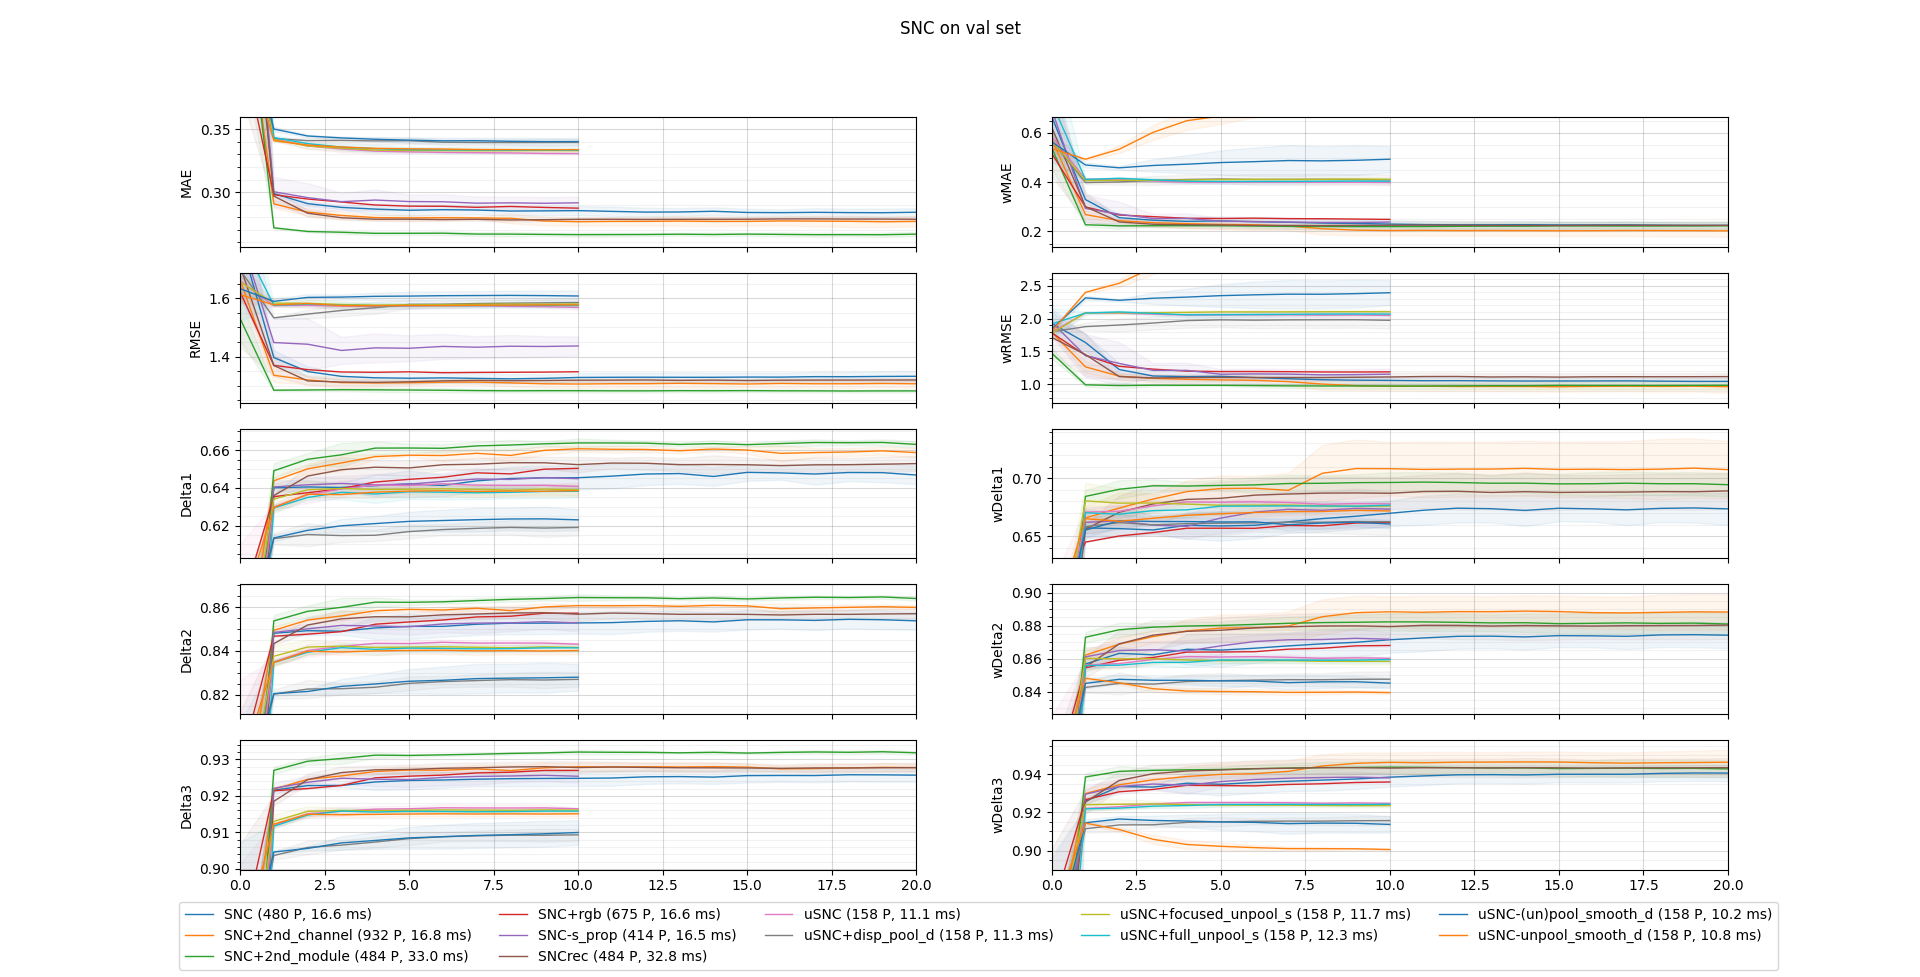 SNC on val set
MAE
0.35
0.30
wMAE
0.6
0.4
0.2
RMSE
1.6
1.4
wRMSE
2.5
2.0
1.5
1.0
Delta1
0.66
0.64
0.62
wDelta1
0.70
0.65
Delta2
0.86
0.84
0.82
wDelta2
0.90
0.88
0.86
0.84
Delta3
0.93
0.92
0.91
0.90
wDelta3
0.94
0.92
0.90
0.0 2.5 5.0 7.5 10.0 12.5 15.0 17.5 20.0
0.0 2.5 5.0 7.5 10.0 12.5 15.0 17.5 20.0
SNC (480 P, 16.6 ms)
SNC+2nd_channel (932 P, 16.8 ms)
SNC+2nd_module (484 P, 33.0 ms)
SNC+rgb (675 P, 16.6 ms)
SNC-s_prop (414 P, 16.5 ms)
SNCrec (484 P, 32.8 ms)
uSNC (158 P, 11.1 ms)
uSNC+disp_pool_d (158 P, 11.3 ms)
uSNC+focused_unpool_s (158 P, 11.7 ms)
uSNC+full_unpool_s (158 P, 12.3 ms)
uSNC-(un)pool_smooth_d (158 P, 10.2 ms)
uSNC-unpool_smooth_d (158 P, 10.8 ms)